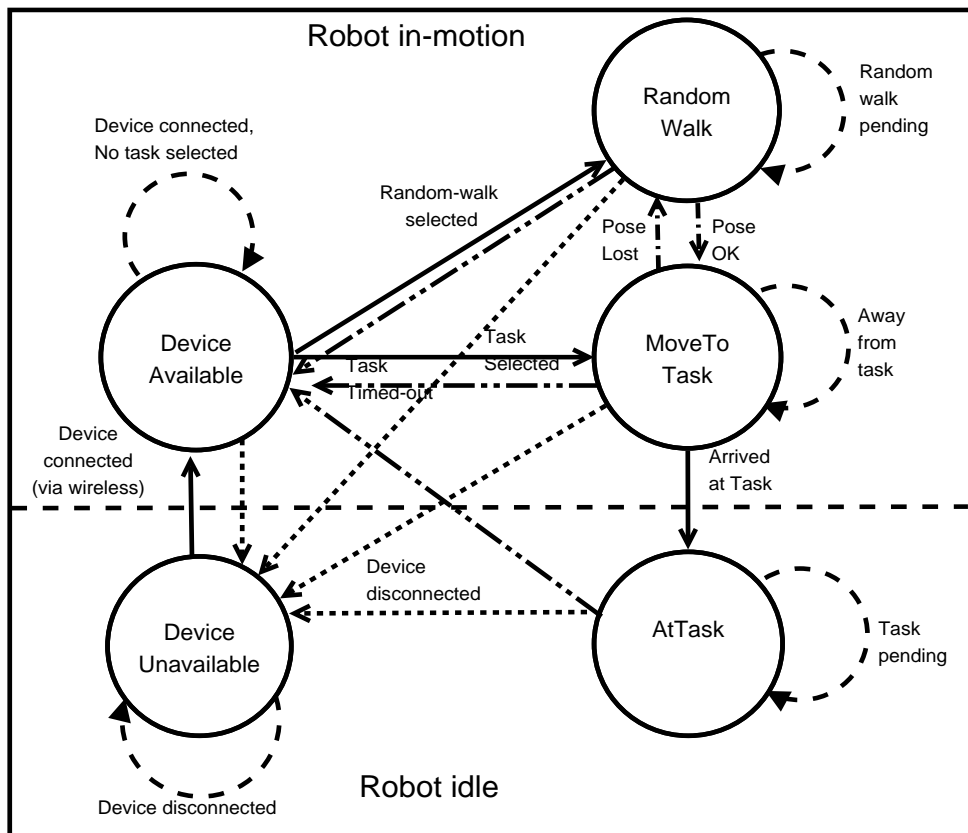 Robot in-motion
Random
Walk
Random
walk
pending
Device connected,
No task selected
Random-walk
selected
Pose
Lost
Pose
OK
Device
Available
Task
Selected
Task
Timed-out
MoveTo
Task
Away
from
task
Device
connected
(via wireless)
Arrived
at Task
Device
disconnected
Device
Unavailable
AtTask
Task
pending
Device disconnected
Robot idle